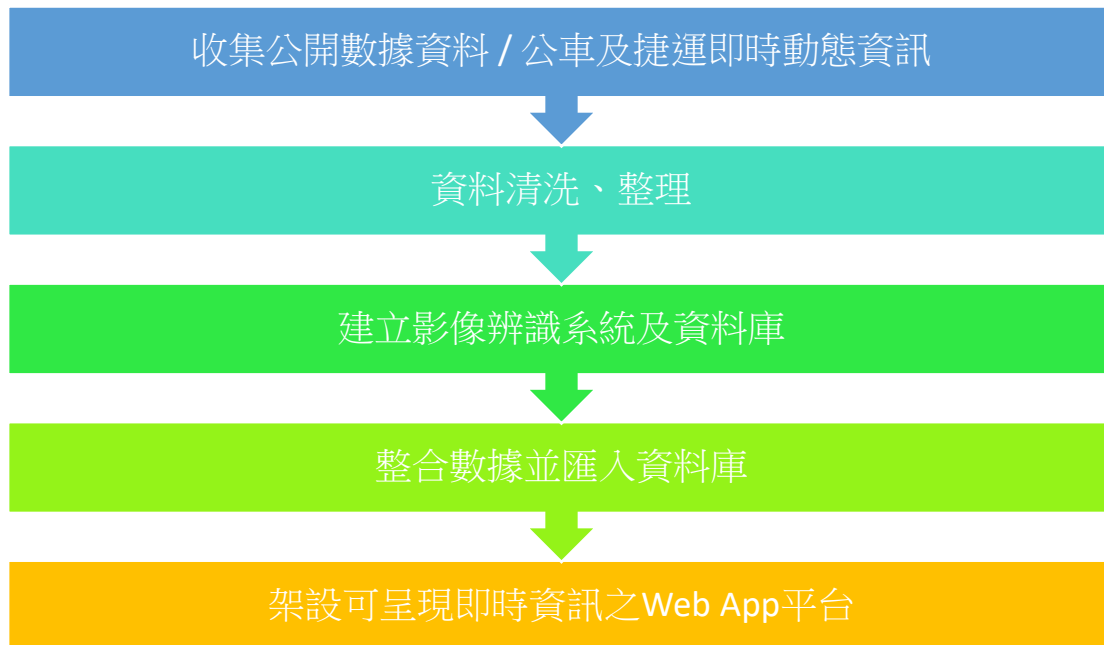 收集公開數據資料 / 公車及捷運即時動態資訊
資料清洗、整理
建立影像辨識系統及資料庫
整合數據並匯入資料庫
架設可呈現即時資訊之Web App平台